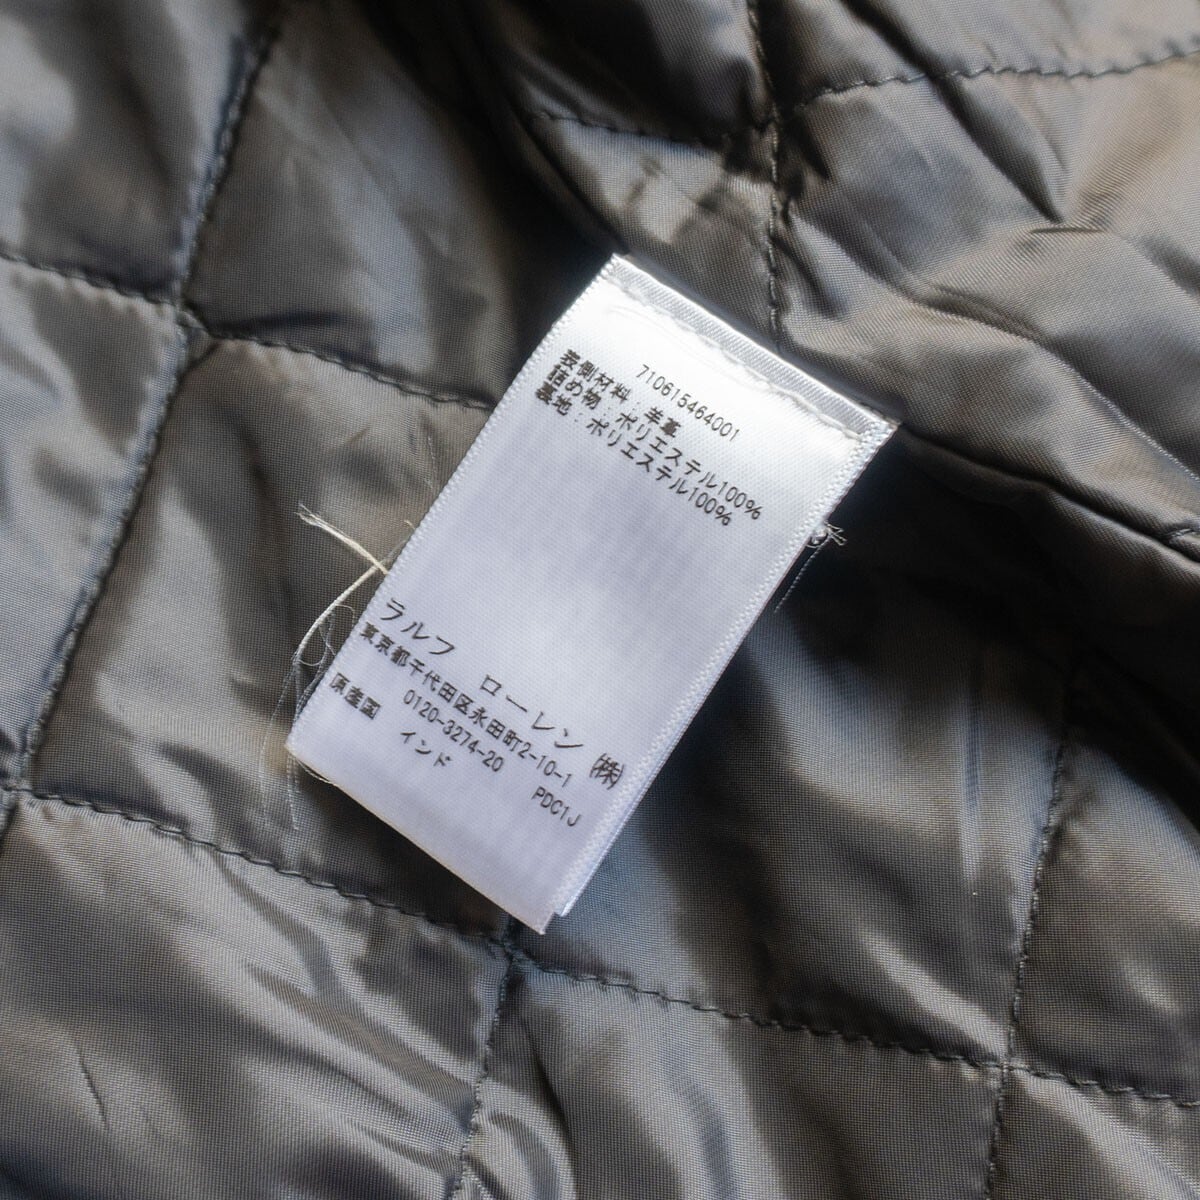 710615464001
表側材料：羊革
詰め物：ポリエステル100%
裏地：ポリエステル100%
ラルフ ローレン㈱
東京都千代田区永田町2-10-1
0120-3274-20
原産国 インド PDC1J